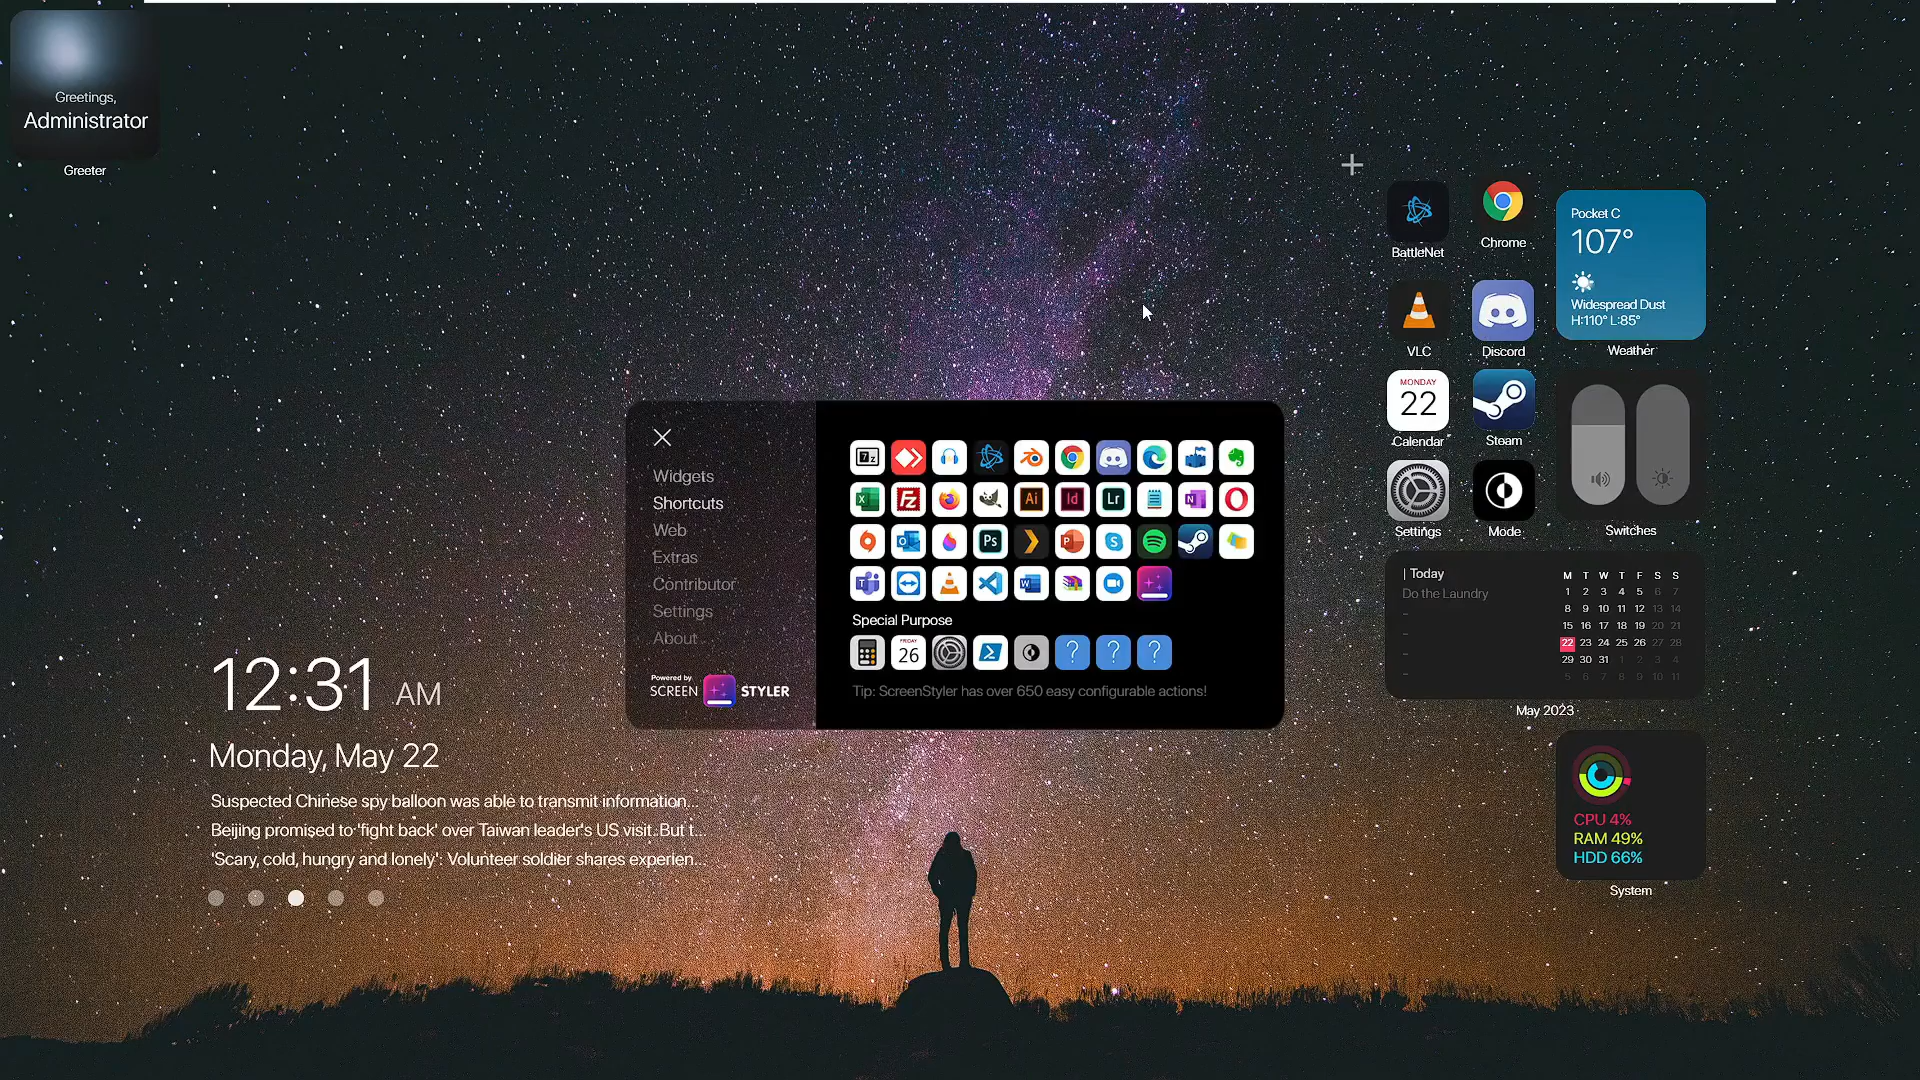 Greetings,
Administrator
Greeter
BattleNet
Chrome
Pocket C
107°
Widespread Dust
H:110° L:85°
Weather
VLC
Discord
MONDAY
22
Calendar
Steam
Settings
Mode
Switches
| Today
Do the Laundry
M T W T F S S
1 2 3 4 5 6 7
8 9 10 11 12 13 14
15 16 17 18 19 20 21
22 23 24 25 26 27 28
29 30 31 1 2 3 4
5 6 7 8 9 10 11
May 2023
CPU 4%
RAM 49%
HDD 66%
System
Widgets
Shortcuts
Web
Extras
Contributor
Settings
About
Powered by
SCREEN STYLER
7z
Ai
Id
Lr
Ps
Special Purpose
FRIDAY
26
? ? ?
Tip: ScreenStyler has over 650 easy configurable actions!
12:31 AM
Monday, May 22
Suspected Chinese spy balloon was able to transmit information...
Beijing promised to 'fight back' over Taiwan leader's US visit. But t...
'Scary, cold, hungry and lonely': Volunteer soldier shares experien...